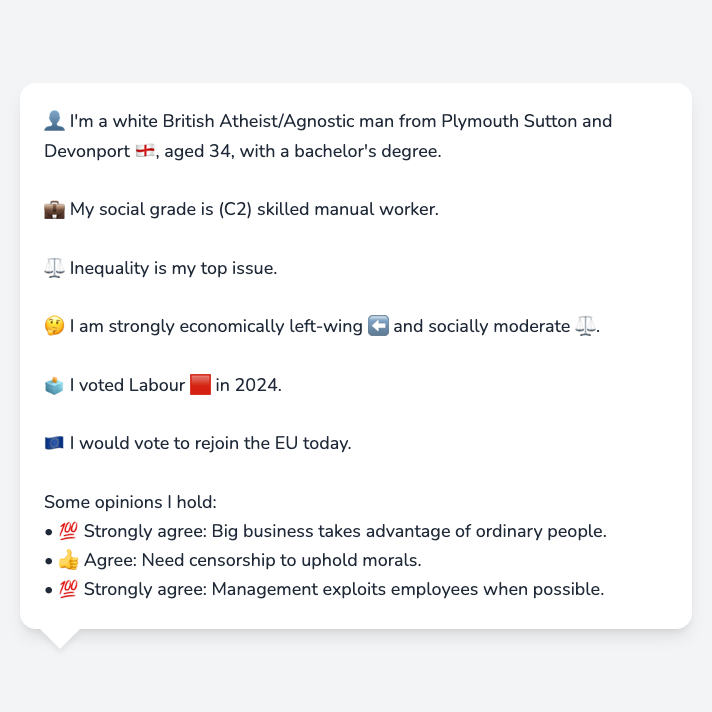 👤 I'm a white British Atheist/Agnostic man from Plymouth Sutton and
Devonport 🏴󠁧󠁢󠁥󠁮󠁧󠁿, aged 34, with a bachelor's degree.
💼 My social grade is (C2) skilled manual worker.
⚖️ Inequality is my top issue.
🤔 I am strongly economically left-wing ⬅️ and socially moderate ⚖️.
🗳️ I voted Labour 🟥 in 2024.
🇪🇺 I would vote to rejoin the EU today.
Some opinions I hold:
• 💯 Strongly agree: Big business takes advantage of ordinary people.
• 👍 Agree: Need censorship to uphold morals.
• 💯 Strongly agree: Management exploits employees when possible.